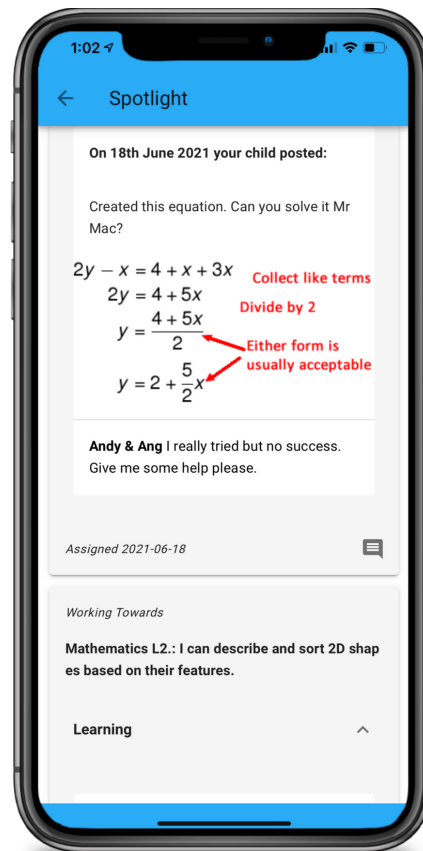 1:02
Spotlight
On 18th June 2021 your child posted:
Created this equation. Can you solve it Mr
Mac?
2y − x = 4 + x + 3x
Collect like terms
2y = 4 + 5x
Divide by 2
y = (4 + 5x)/2
Either form is
usually acceptable
y = 2 + 5/2 x
Andy & Ang I really tried but no success.
Give me some help please.
Assigned 2021-06-18
Working Towards
Mathematics L2.: I can describe and sort 2D shap
es based on their features.
Learning